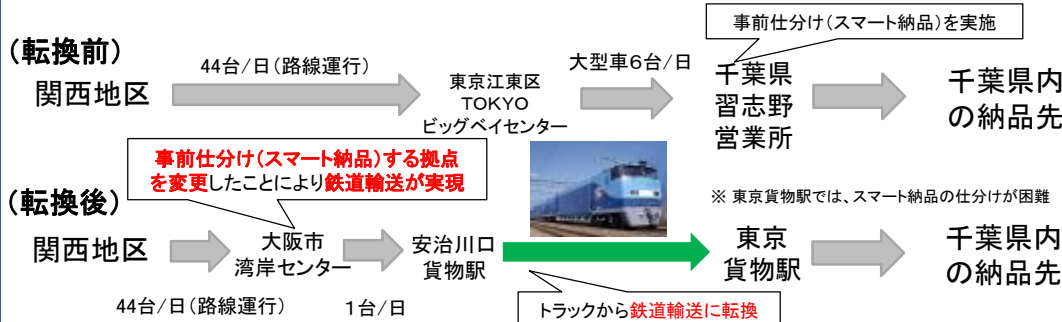 事前仕分け(スマート納品)を実施
(転換前)
44台/日(路線運行)
大型車6台/日
関西地区
東京江東区
TOKYO
ビッグベイセンター
千葉県
習志野
営業所
千葉県内
の納品先
事前仕分け(スマート納品)する拠点
を変更したことにより鉄道輸送が実現
(転換後)
※ 東京貨物駅では、スマート納品の仕分けが困難
関西地区
大阪市
湾岸センター
安治川口
貨物駅
東京
貨物駅
千葉県内
の納品先
44台/日(路線運行)
1台/日
トラックから鉄道輸送に転換